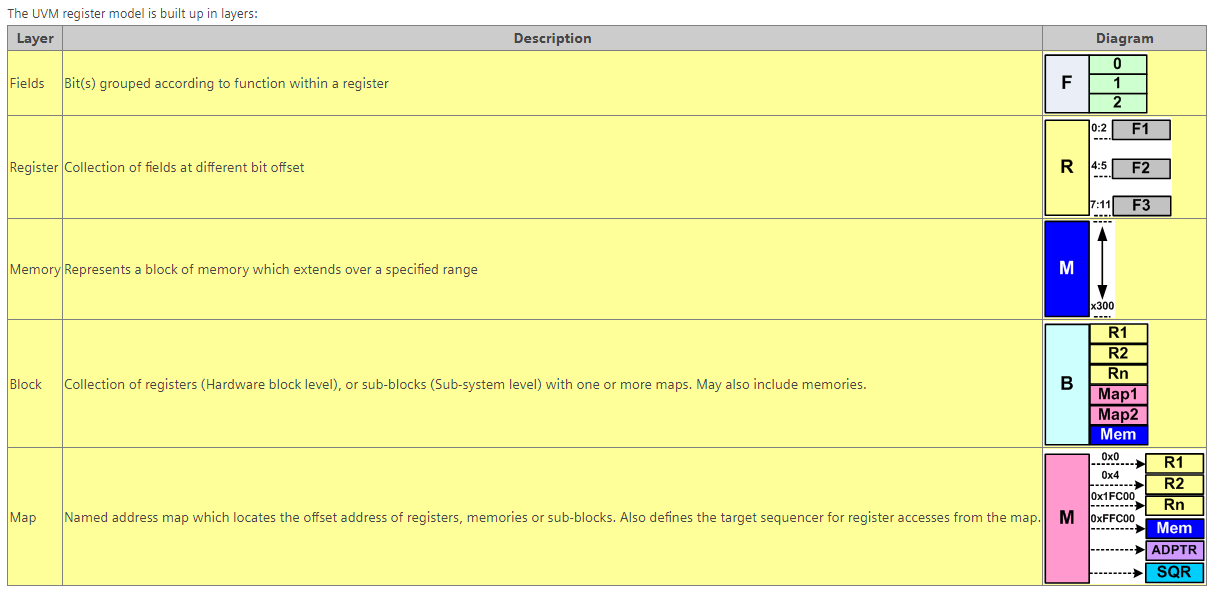 The UVM register model is built up in layers:
Layer Description Diagram
Fields Bit(s) grouped according to function within a register
F
0
1
2
Register Collection of fields at different bit offset
R
0:2 F1
4:5 F2
7:11 F3
Memory Represents a block of memory which extends over a specified range
M
x300
Block Collection of registers (Hardware block level), or sub-blocks (Sub-system level) with one or more maps. May also include memories.
B
R1
R2
Rn
Map1
Map2
Mem
Map Named address map which locates the offset address of registers, memories or sub-blocks. Also defines the target sequencer for register accesses from the map.
M
0x0 R1
0x4 R2
0x1FC00 Rn
0xFFC00 Mem
ADPTR
SQR